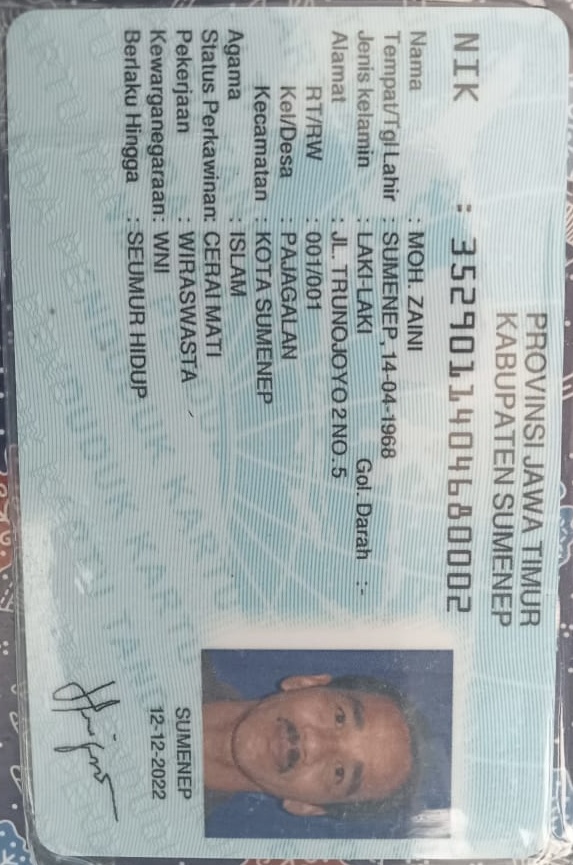 PROVINSI JAWA TIMUR
KABUPATEN SUMENEP
NIK : 3529011404680002
Nama : MOH. ZAINI
Tempat/Tgl Lahir : SUMENEP, 14-04-1968
Jenis kelamin : LAKI-LAKI Gol. Darah :-
Alamat : JL. TRUNOJOYO 2 NO. 5
RT/RW : 001/001
Kel/Desa : PAJAGALAN
Kecamatan : KOTA SUMENEP
Agama : ISLAM
Status Perkawinan: CERAI MATI
Pekerjaan : WIRASWASTA
Kewarganegaraan: WNI
Berlaku Hingga : SEUMUR HIDUP
SUMENEP
12-12-2022